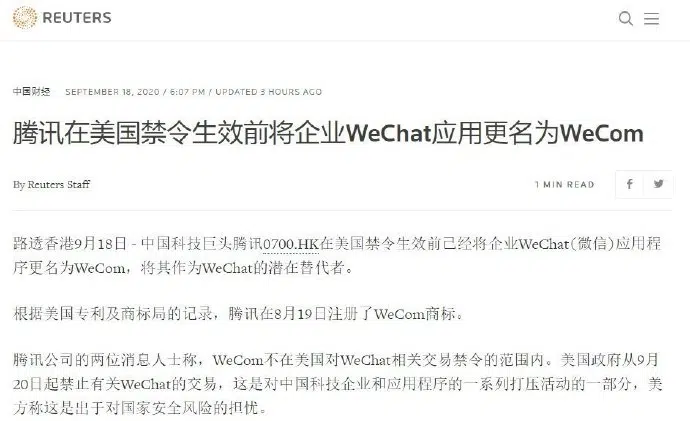 REUTERS
中国财经 SEPTEMBER 18, 2020 / 6:07 PM / UPDATED 3 HOURS AGO
腾讯在美国禁令生效前将企业WeChat应用更名为WeCom
By Reuters Staff
1 MIN READ
路透香港9月18日 - 中国科技巨头腾讯0700.HK在美国禁令生效前已经将企业WeChat(微信)应用程
序更名为WeCom，将其作为WeChat的潜在替代者。
根据美国专利及商标局的记录，腾讯在8月19日注册了WeCom商标。
腾讯公司的两位消息人士称，WeCom不在美国对WeChat相关交易禁令的范围内。美国政府从9月
20日起禁止有关WeChat的交易，这是对中国科技企业和应用程序的一系列打压活动的一部分，美
方称这是出于对国家安全风险的担忧。